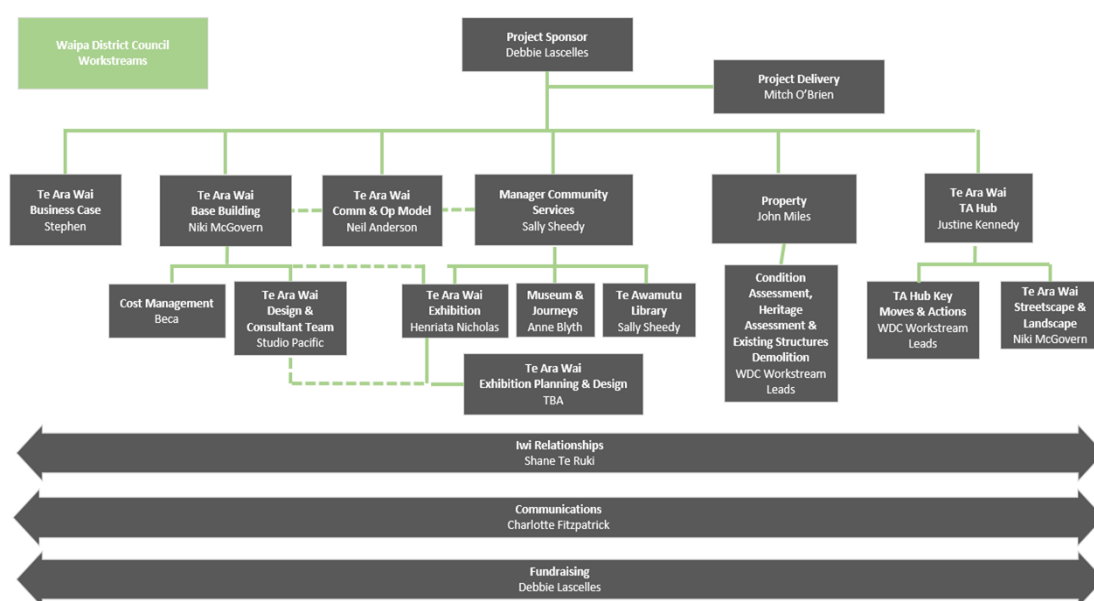 Waipa District Council
Workstreams
Project Sponsor
Debbie Lascelles
Project Delivery
Mitch O'Brien
Te Ara Wai
Business Case
Stephen
Te Ara Wai
Base Building
Niki McGovern
Te Ara Wai
Comm & Op Model
Neil Anderson
Manager Community
Services
Sally Sheedy
Property
John Miles
Te Ara Wai
TA Hub
Justine Kennedy
Cost Management
Beca
Te Ara Wai
Design &
Consultant Team
Studio Pacific
Te Ara Wai
Exhibition
Henriata Nicholas
Museum &
Journeys
Anne Blyth
Te Awamutu
Library
Sally Sheedy
Condition
Assessment,
Heritage
Assessment &
Existing Structures
Demolition
WDC Workstream
Leads
TA Hub Key
Moves & Actions
WDC Workstream
Leads
Te Ara Wai
Streetscape &
Landscape
Niki McGovern
Te Ara Wai
Exhibition Planning & Design
TBA
Iwi Relationships
Shane Te Ruki
Communications
Charlotte Fitzpatrick
Fundraising
Debbie Lascelles